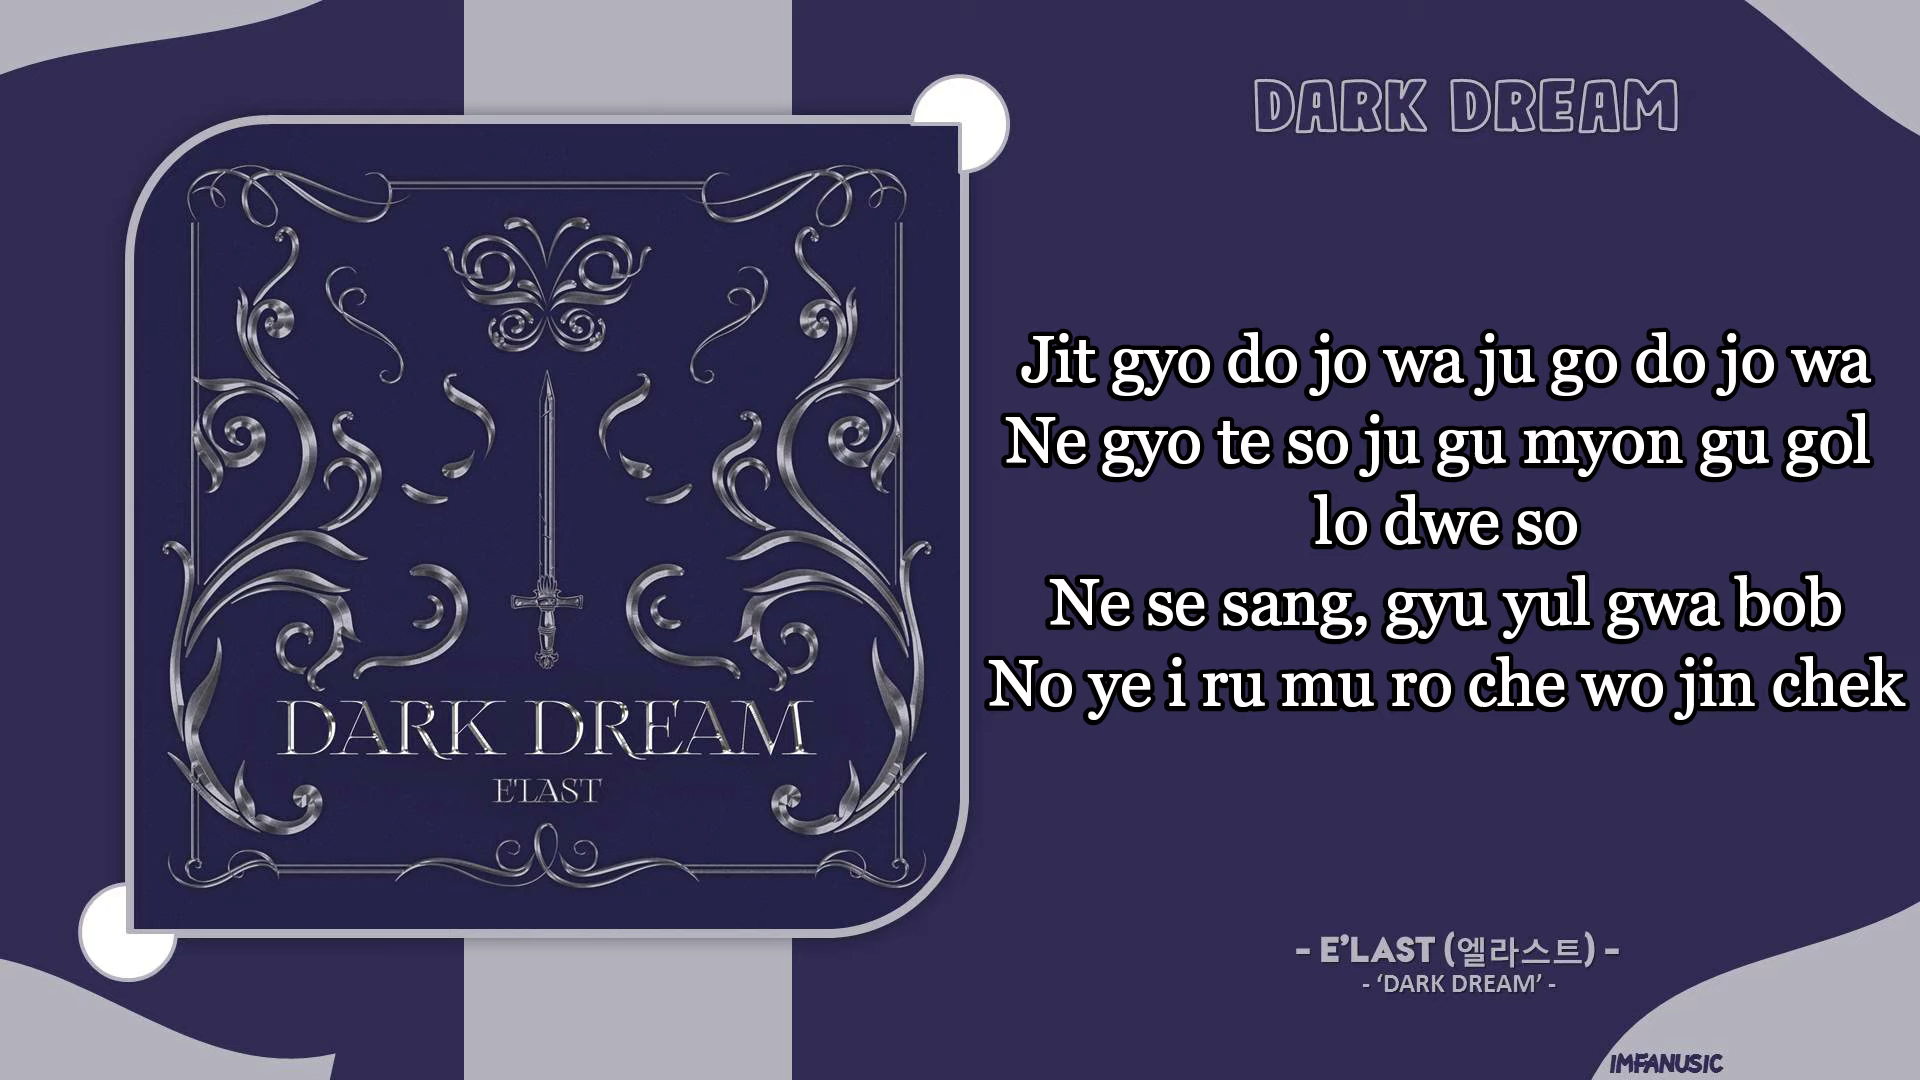 DARK DREAM
Jit gyo do jo wa ju go do jo wa
Ne gyo te so ju gu myon gu gol
lo dwe so
Ne se sang, gyu yul gwa bob
No ye i ru mu ro che wo jin chek
DARK DREAM
E'LAST
- E'LAST (엘라스트) -
- 'DARK DREAM' -
IMFANUSIC